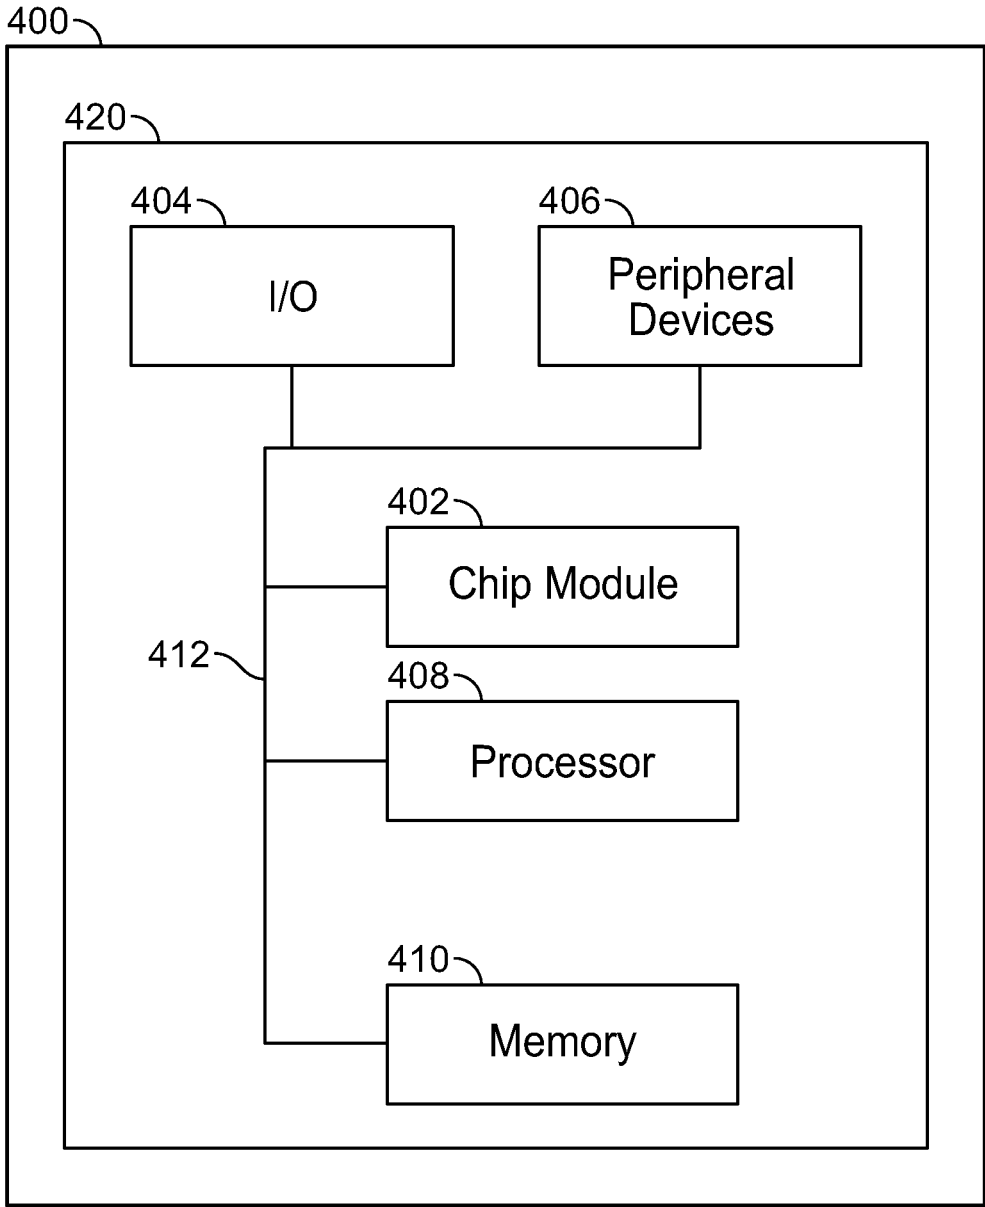 400
420
404
I/O
406
Peripheral
Devices
402
Chip Module
412
408
Processor
410
Memory